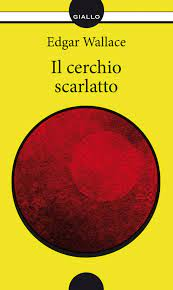 GIALLO
Edgar Wallace
Il cerchio
scarlatto